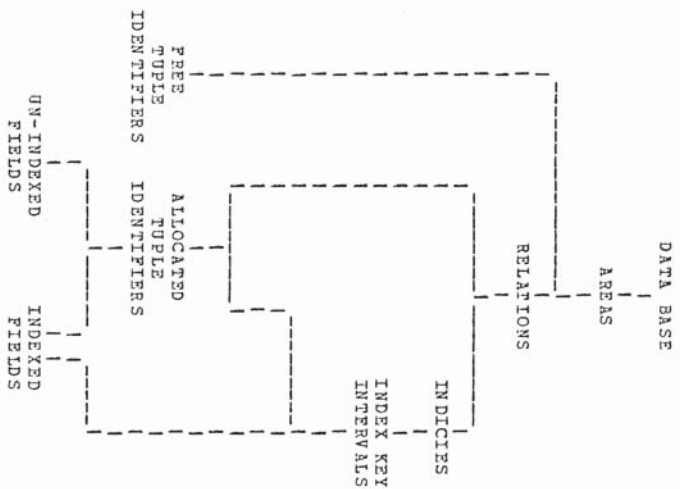 DATA BASE
AREAS
RELATIONS
INDICIES
INDEX KEY
INTERVALS
FREE
TUPLE
IDENTIFIERS
ALLOCATED
TUPLE
IDENTIFIERS
UN-INDEXED
FIELDS
INDEXED
FIELDS